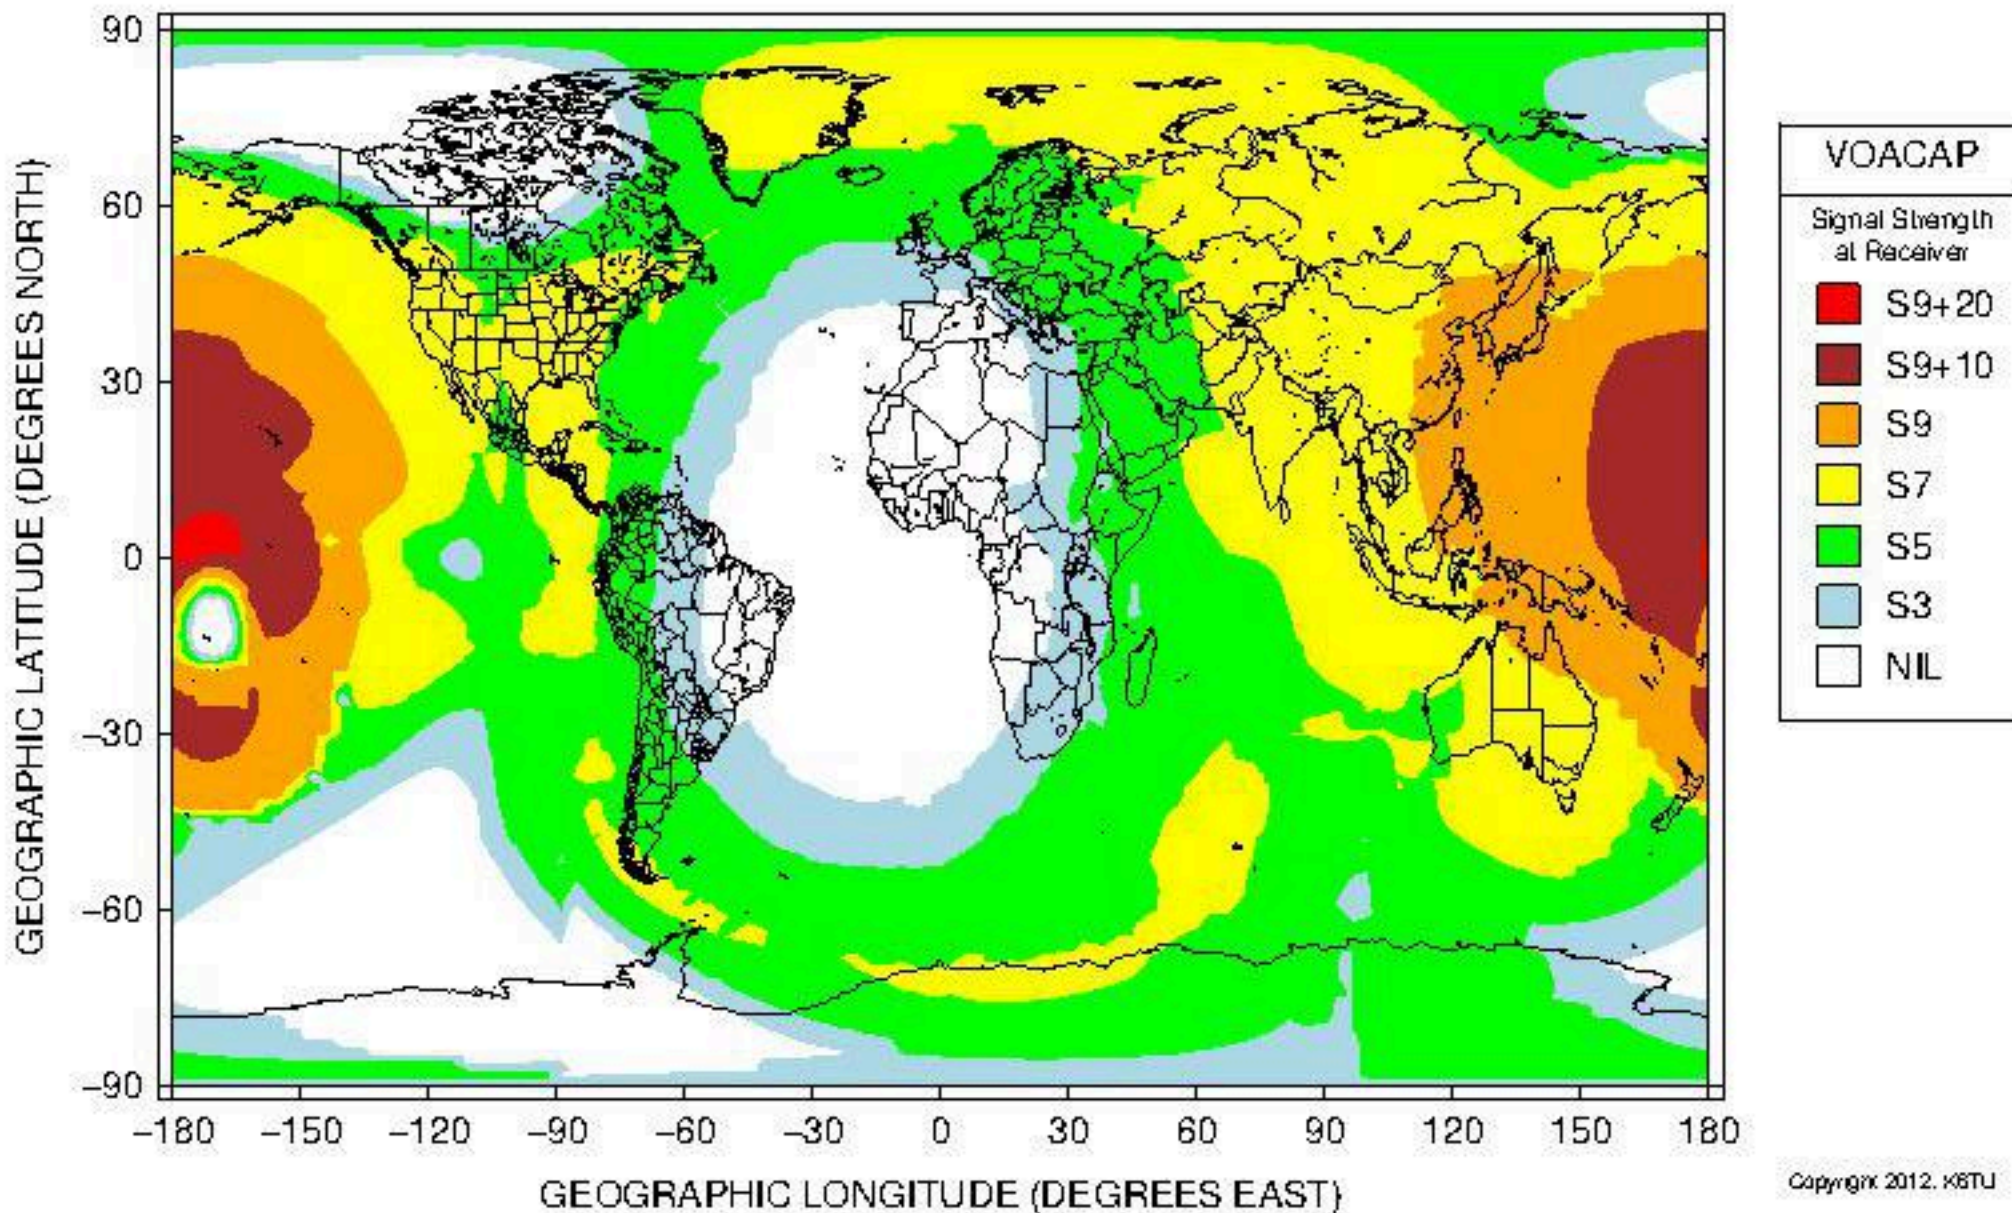 90
60
30
0
−30
−60
−90
GEOGRAPHIC LATITUDE (DEGREES NORTH)
−180 −150 −120 −90 −60 −30 0 30 60 90 120 150 180
GEOGRAPHIC LONGITUDE (DEGREES EAST)
VOACAP
Signal Strength
at Receiver
S9+20
S9+10
S9
S7
S5
S3
NIL
Copyright 2012, K6TU